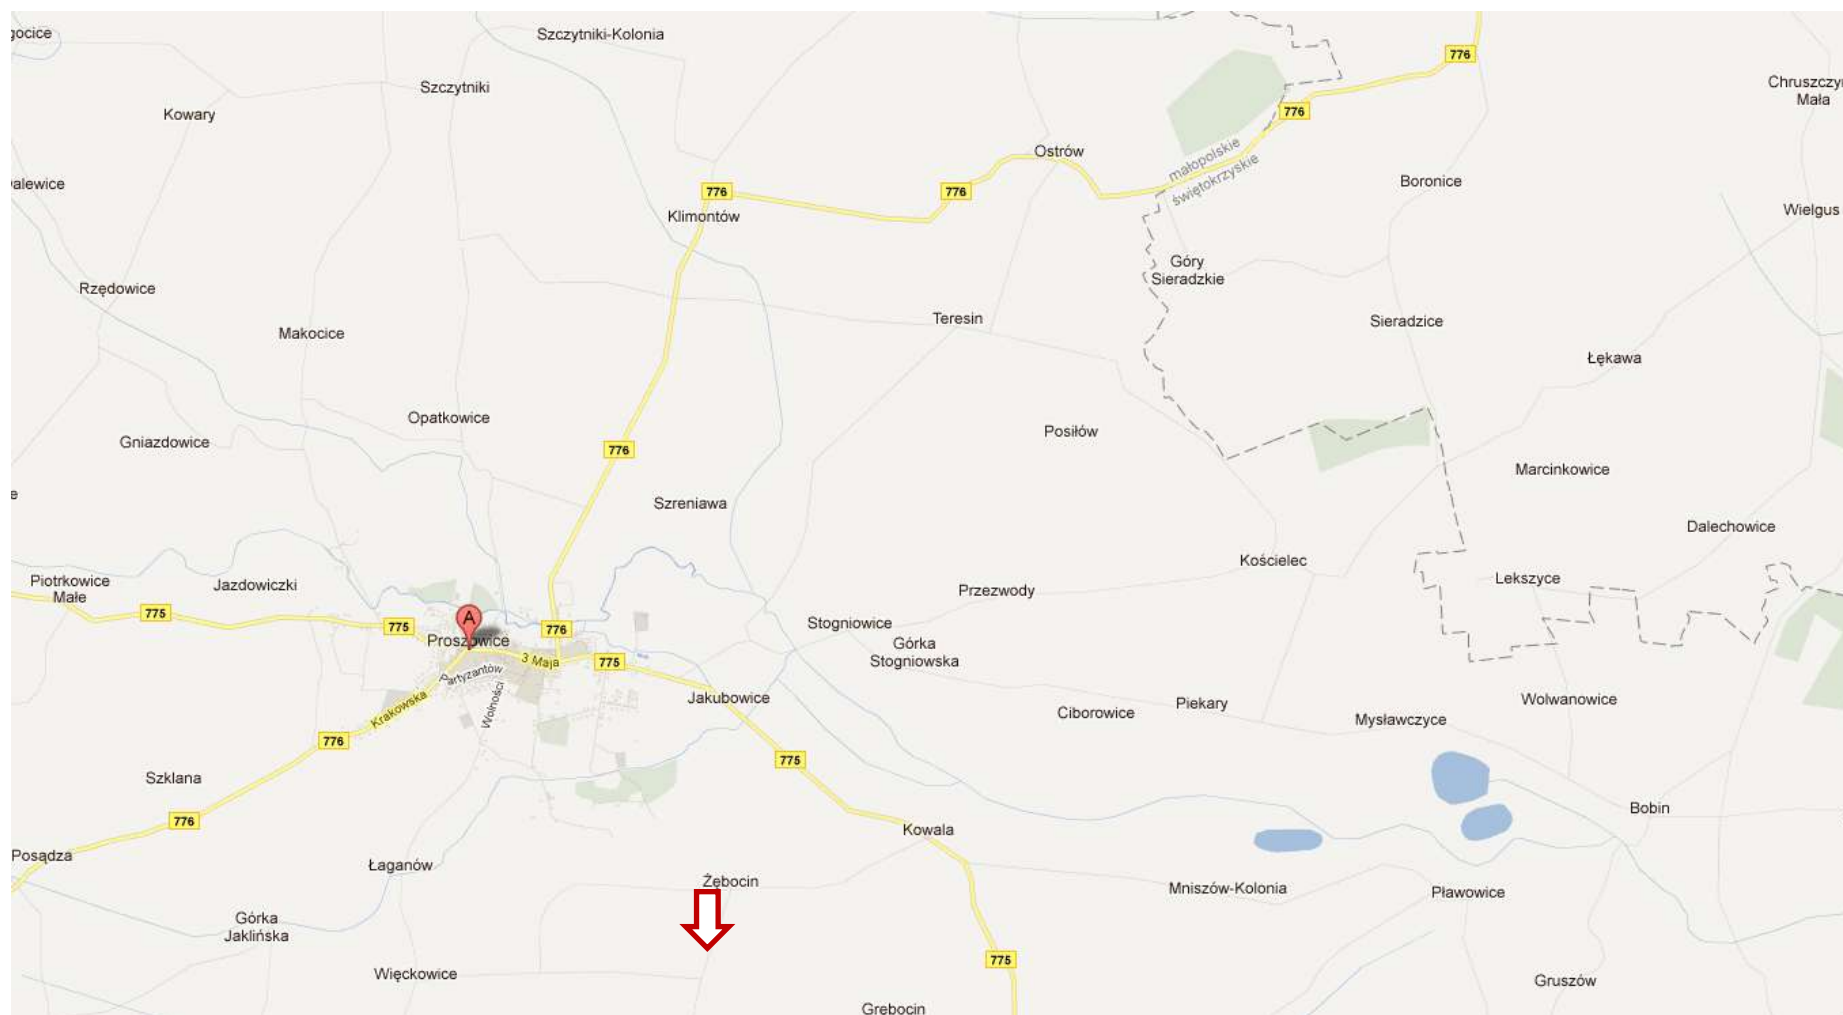 Szczytniki-Kolonia
776
Szczytniki
Chruszczy
Mała
Kowary
776
Ostrów
małopolskie
świętokrzyskie
Boronice
776
776
Wielgus
Klimontów
Góry
Sieradzkie
Rzędowice
Teresin
Sieradzice
Makocice
Łękawa
Opatkowice
Posiłów
Gniazdowice
776
Marcinkowice
Szreniawa
Dalechowice
Kościelec
Piotrkowice
Małe
Jazdowiczki
Lekszyce
Przezwody
775
A
775
776
Stogniowice
Proszowice
Górka
Stogniowska
3 Maja
775
Partyzantów
Wolności
Krakowska
Jakubowice
Wolwanowice
Piekary
Ciborowice
Mysławczyce
776
775
Szklana
Bobin
776
Kowala
Posądza
Łaganów
Żębocin
Mniszów-Kolonia
Pławowice
Górka
Jaklińska
775
Więckowice
Gruszów
Grębocin